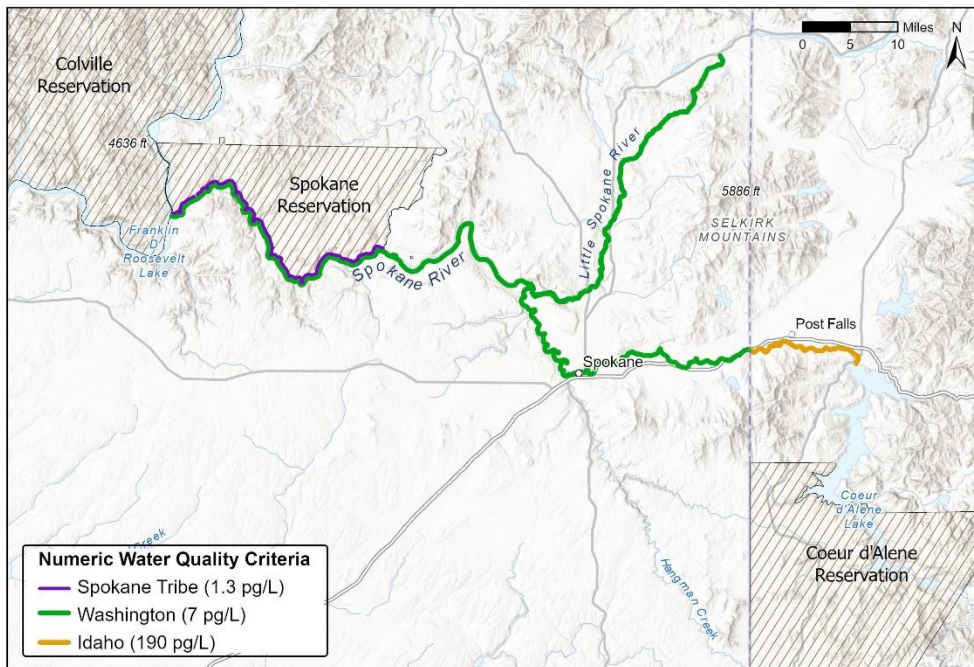 Miles
0 5 10
N
Colville
Reservation
4636 ft
Spokane
Reservation
Franklin
D
Roosevelt
Lake
Spokane River
Little Spokane River
5886 ft
SELKIRK
MOUNTAINS
Post Falls
Spokane
Coeur
d'Alene
Lake
Coeur d'Alene
Reservation
Hangman Creek
Creek
Numeric Water Quality Criteria
Spokane Tribe (1.3 pg/L)
Washington (7 pg/L)
Idaho (190 pg/L)